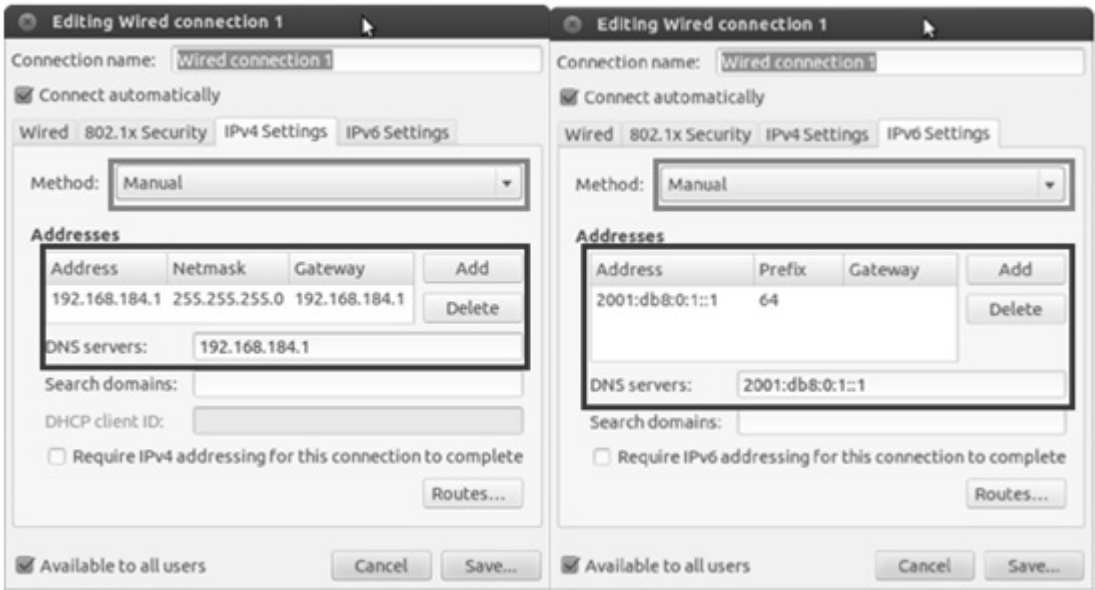 Editing Wired connection 1
Connection name: Wired connection 1
Connect automatically
Wired 802.1x Security IPv4 Settings IPv6 Settings
Method: Manual
Addresses
Address Netmask Gateway Add
192.168.184.1 255.255.255.0 192.168.184.1
Delete
DNS servers: 192.168.184.1
Search domains:
DHCP client ID:
Require IPv4 addressing for this connection to complete
Routes...
Available to all users Cancel Save...
Editing Wired connection 1
Connection name: Wired connection 1
Connect automatically
Wired 802.1x Security IPv4 Settings IPv6 Settings
Method: Manual
Addresses
Address Prefix Gateway Add
2001:db8:0:1::1 64
Delete
DNS servers: 2001:db8:0:1::1
Search domains:
Require IPv6 addressing for this connection to complete
Routes...
Available to all users Cancel Save...